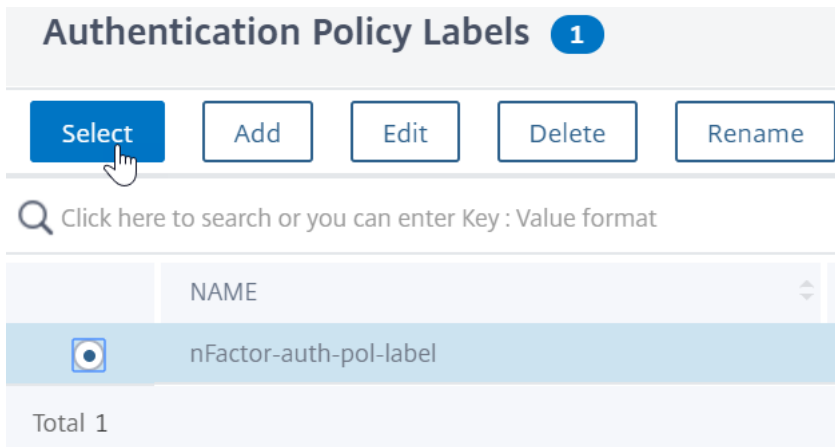 Authentication Policy Labels 1
Select Add Edit Delete Rename
Click here to search or you can enter Key : Value format
NAME
nFactor-auth-pol-label
Total 1